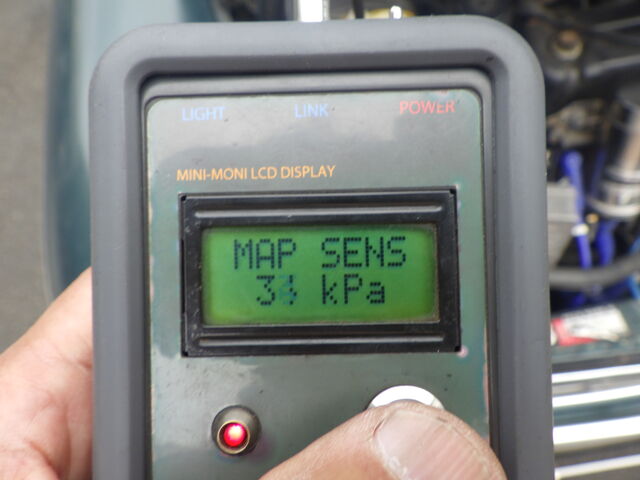 LIGHT LINK POWER
MINI-MONI LCD DISPLAY
MAP SENS
kPa